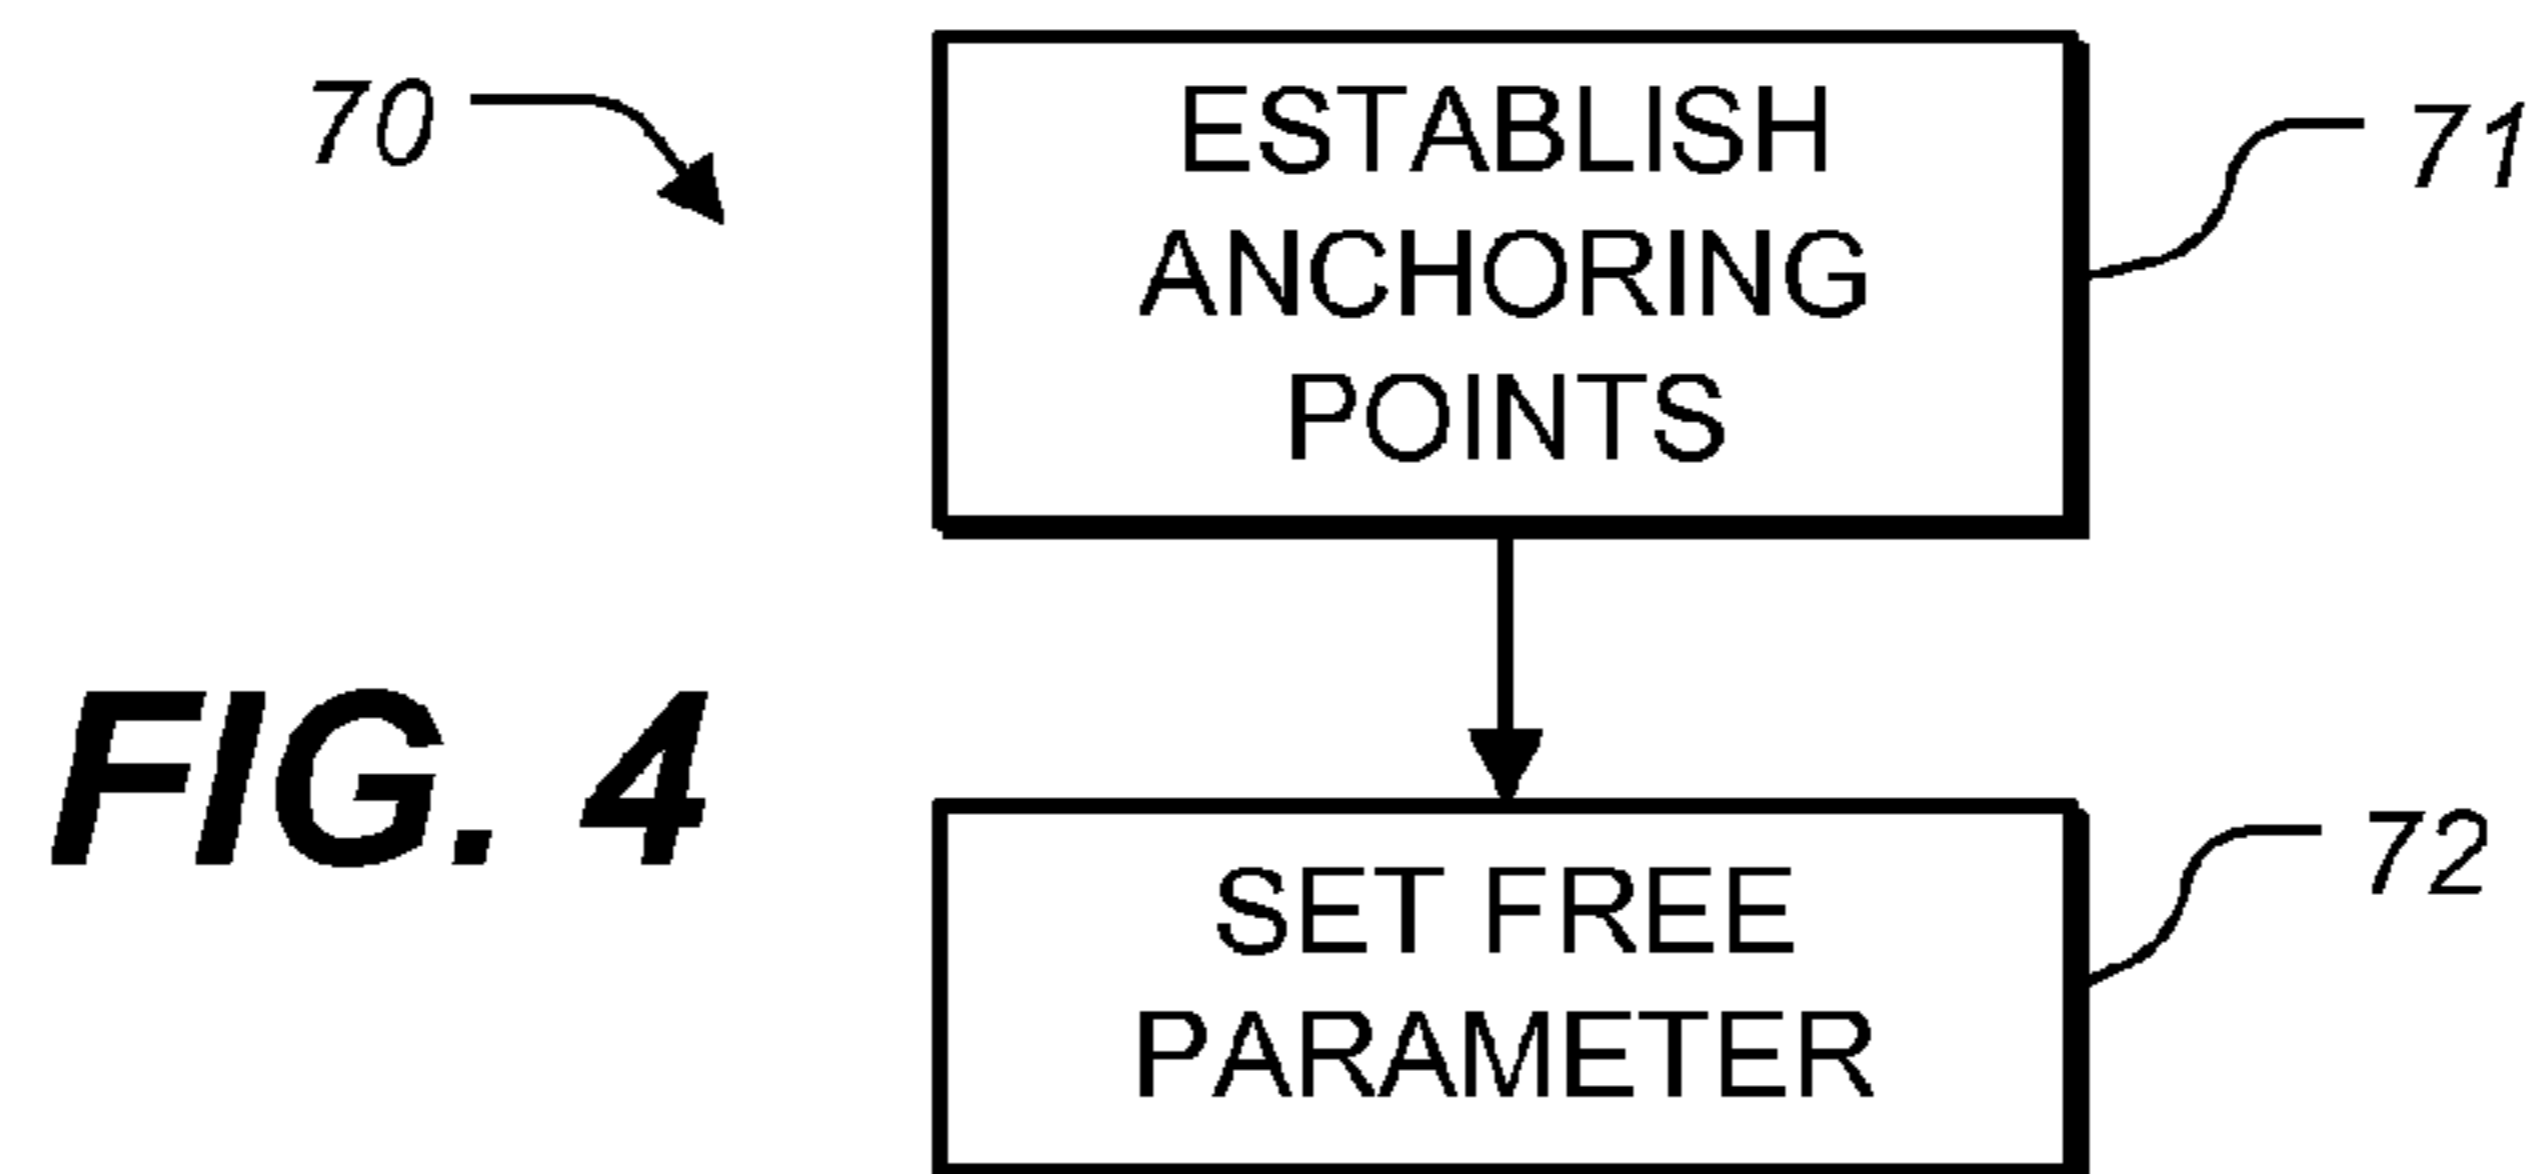 70
ESTABLISH
ANCHORING
POINTS
71
FIG. 4
SET FREE
PARAMETER
72